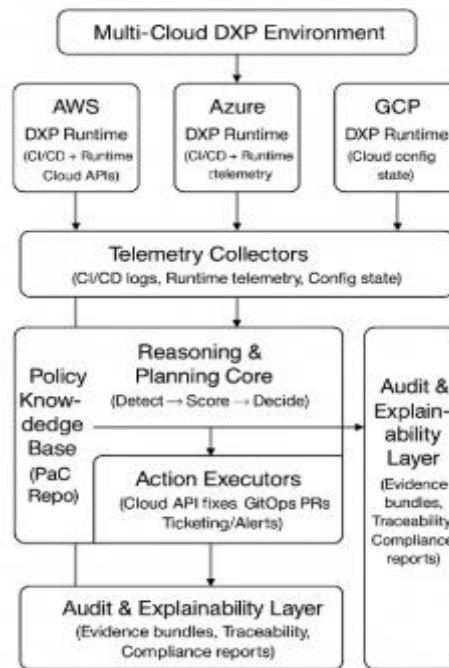 Multi-Cloud DXP Environment
AWS
DXP Runtime
(CI/CD + Runtime
Cloud APIs)
Azure
DXP Runtime
(CI/CD + Runtime
telemetry
GCP
DXP Runtime
(Cloud config
state)
Telemetry Collectors
(CI/CD logs, Runtime telemetry, Config state)
Policy
Know-
dedge
Base
(PaC
Repo)
Reasoning &
Planning Core
(Detect → Score → Decide)
Action Executors
(Cloud API fixes, GitOps PRs
Ticketing/Alerts)
Audit &
Explain-
ability
Layer
(Evidence
bundles,
Traceability,
Compliance
reports)
Audit & Explainability Layer
(Evidence bundles, Traceability,
Compliance reports)